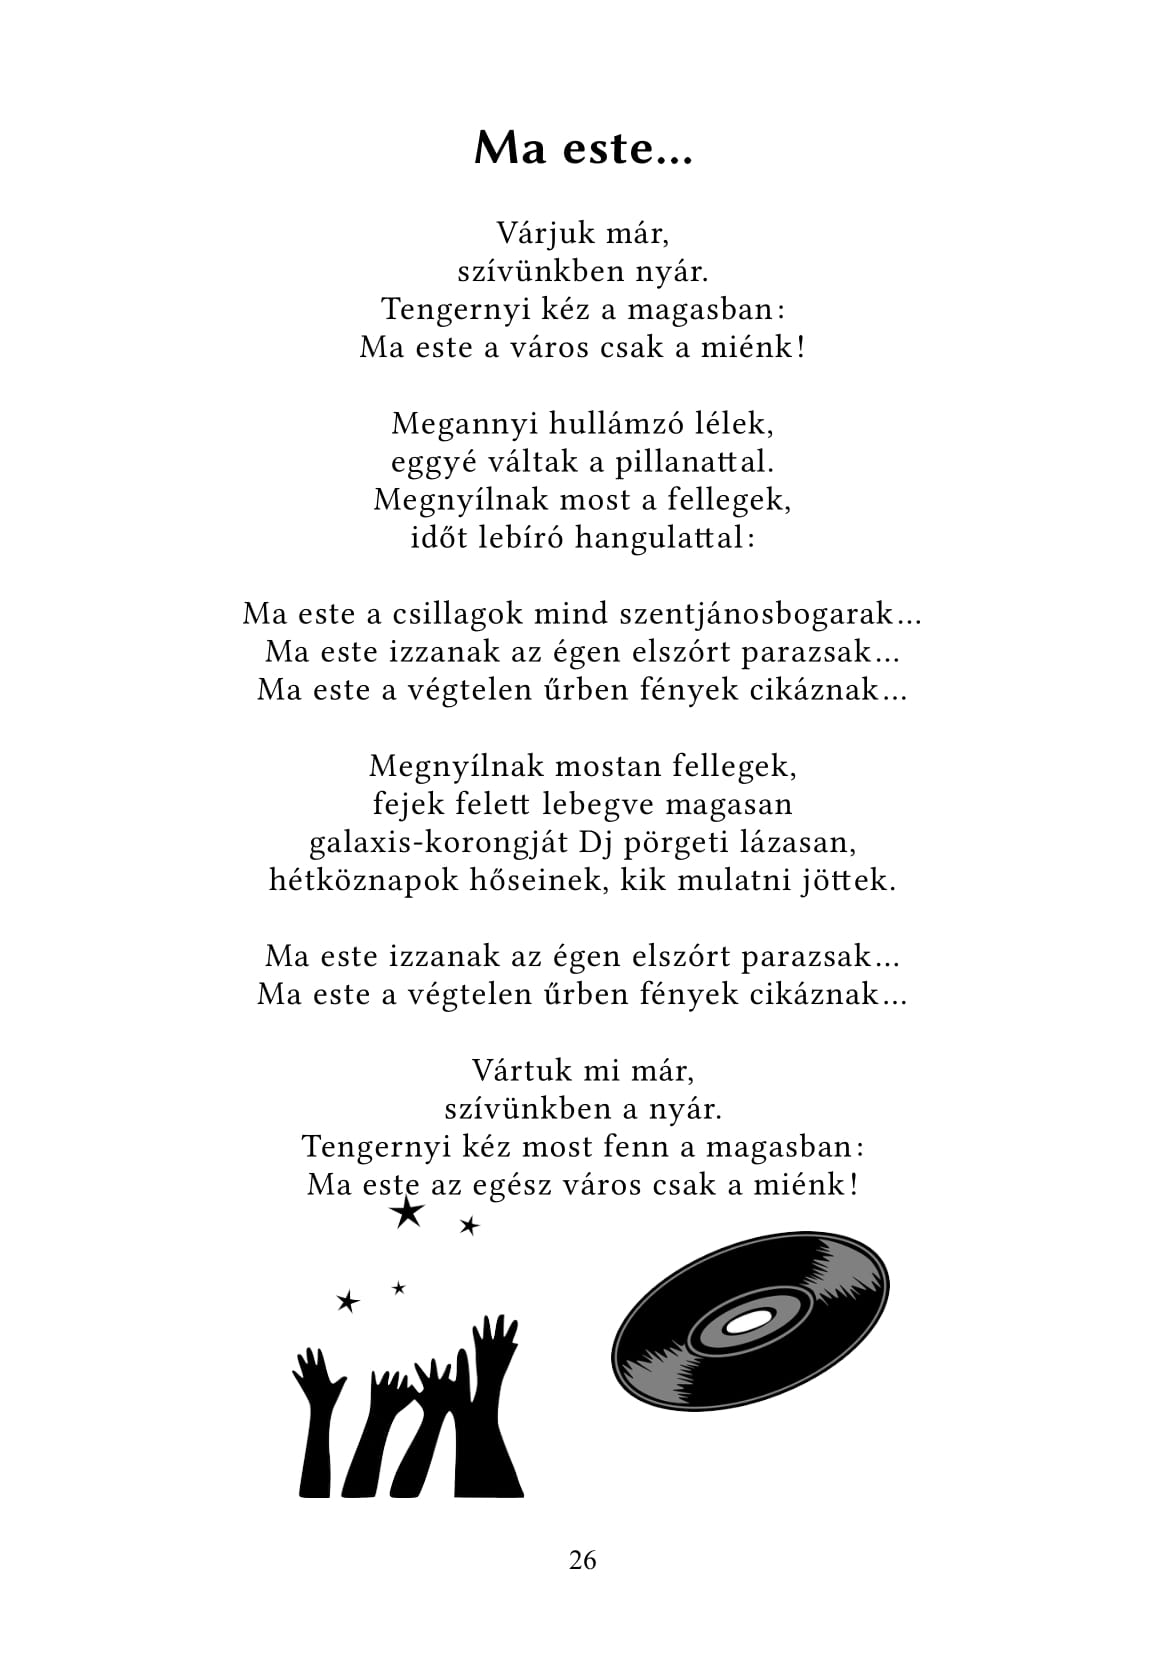 Ma este...
Várjuk már,
szívünkben nyár.
Tengernyi kéz a magasban:
Ma este a város csak a miénk!
Megannyi hullámzó lélek,
eggyé váltak a pillanattal.
Megnyílnak most a fellegek,
időt lebíró hangulattal:
Ma este a csillagok mind szentjánosbogarak...
Ma este izzanak az égen elszórt parazsak...
Ma este a végtelen űrben fények cikáznak...
Megnyílnak mostan fellegek,
fejek felett lebegve magasan
galaxis-korongját Dj pörgeti lázasan,
hétköznapok hőseinek, kik mulatni jöttek.
Ma este izzanak az égen elszórt parazsak...
Ma este a végtelen űrben fények cikáznak...
Vártuk mi már,
szívünkben a nyár.
Tengernyi kéz most fenn a magasban:
Ma este az egész város csak a miénk!
26